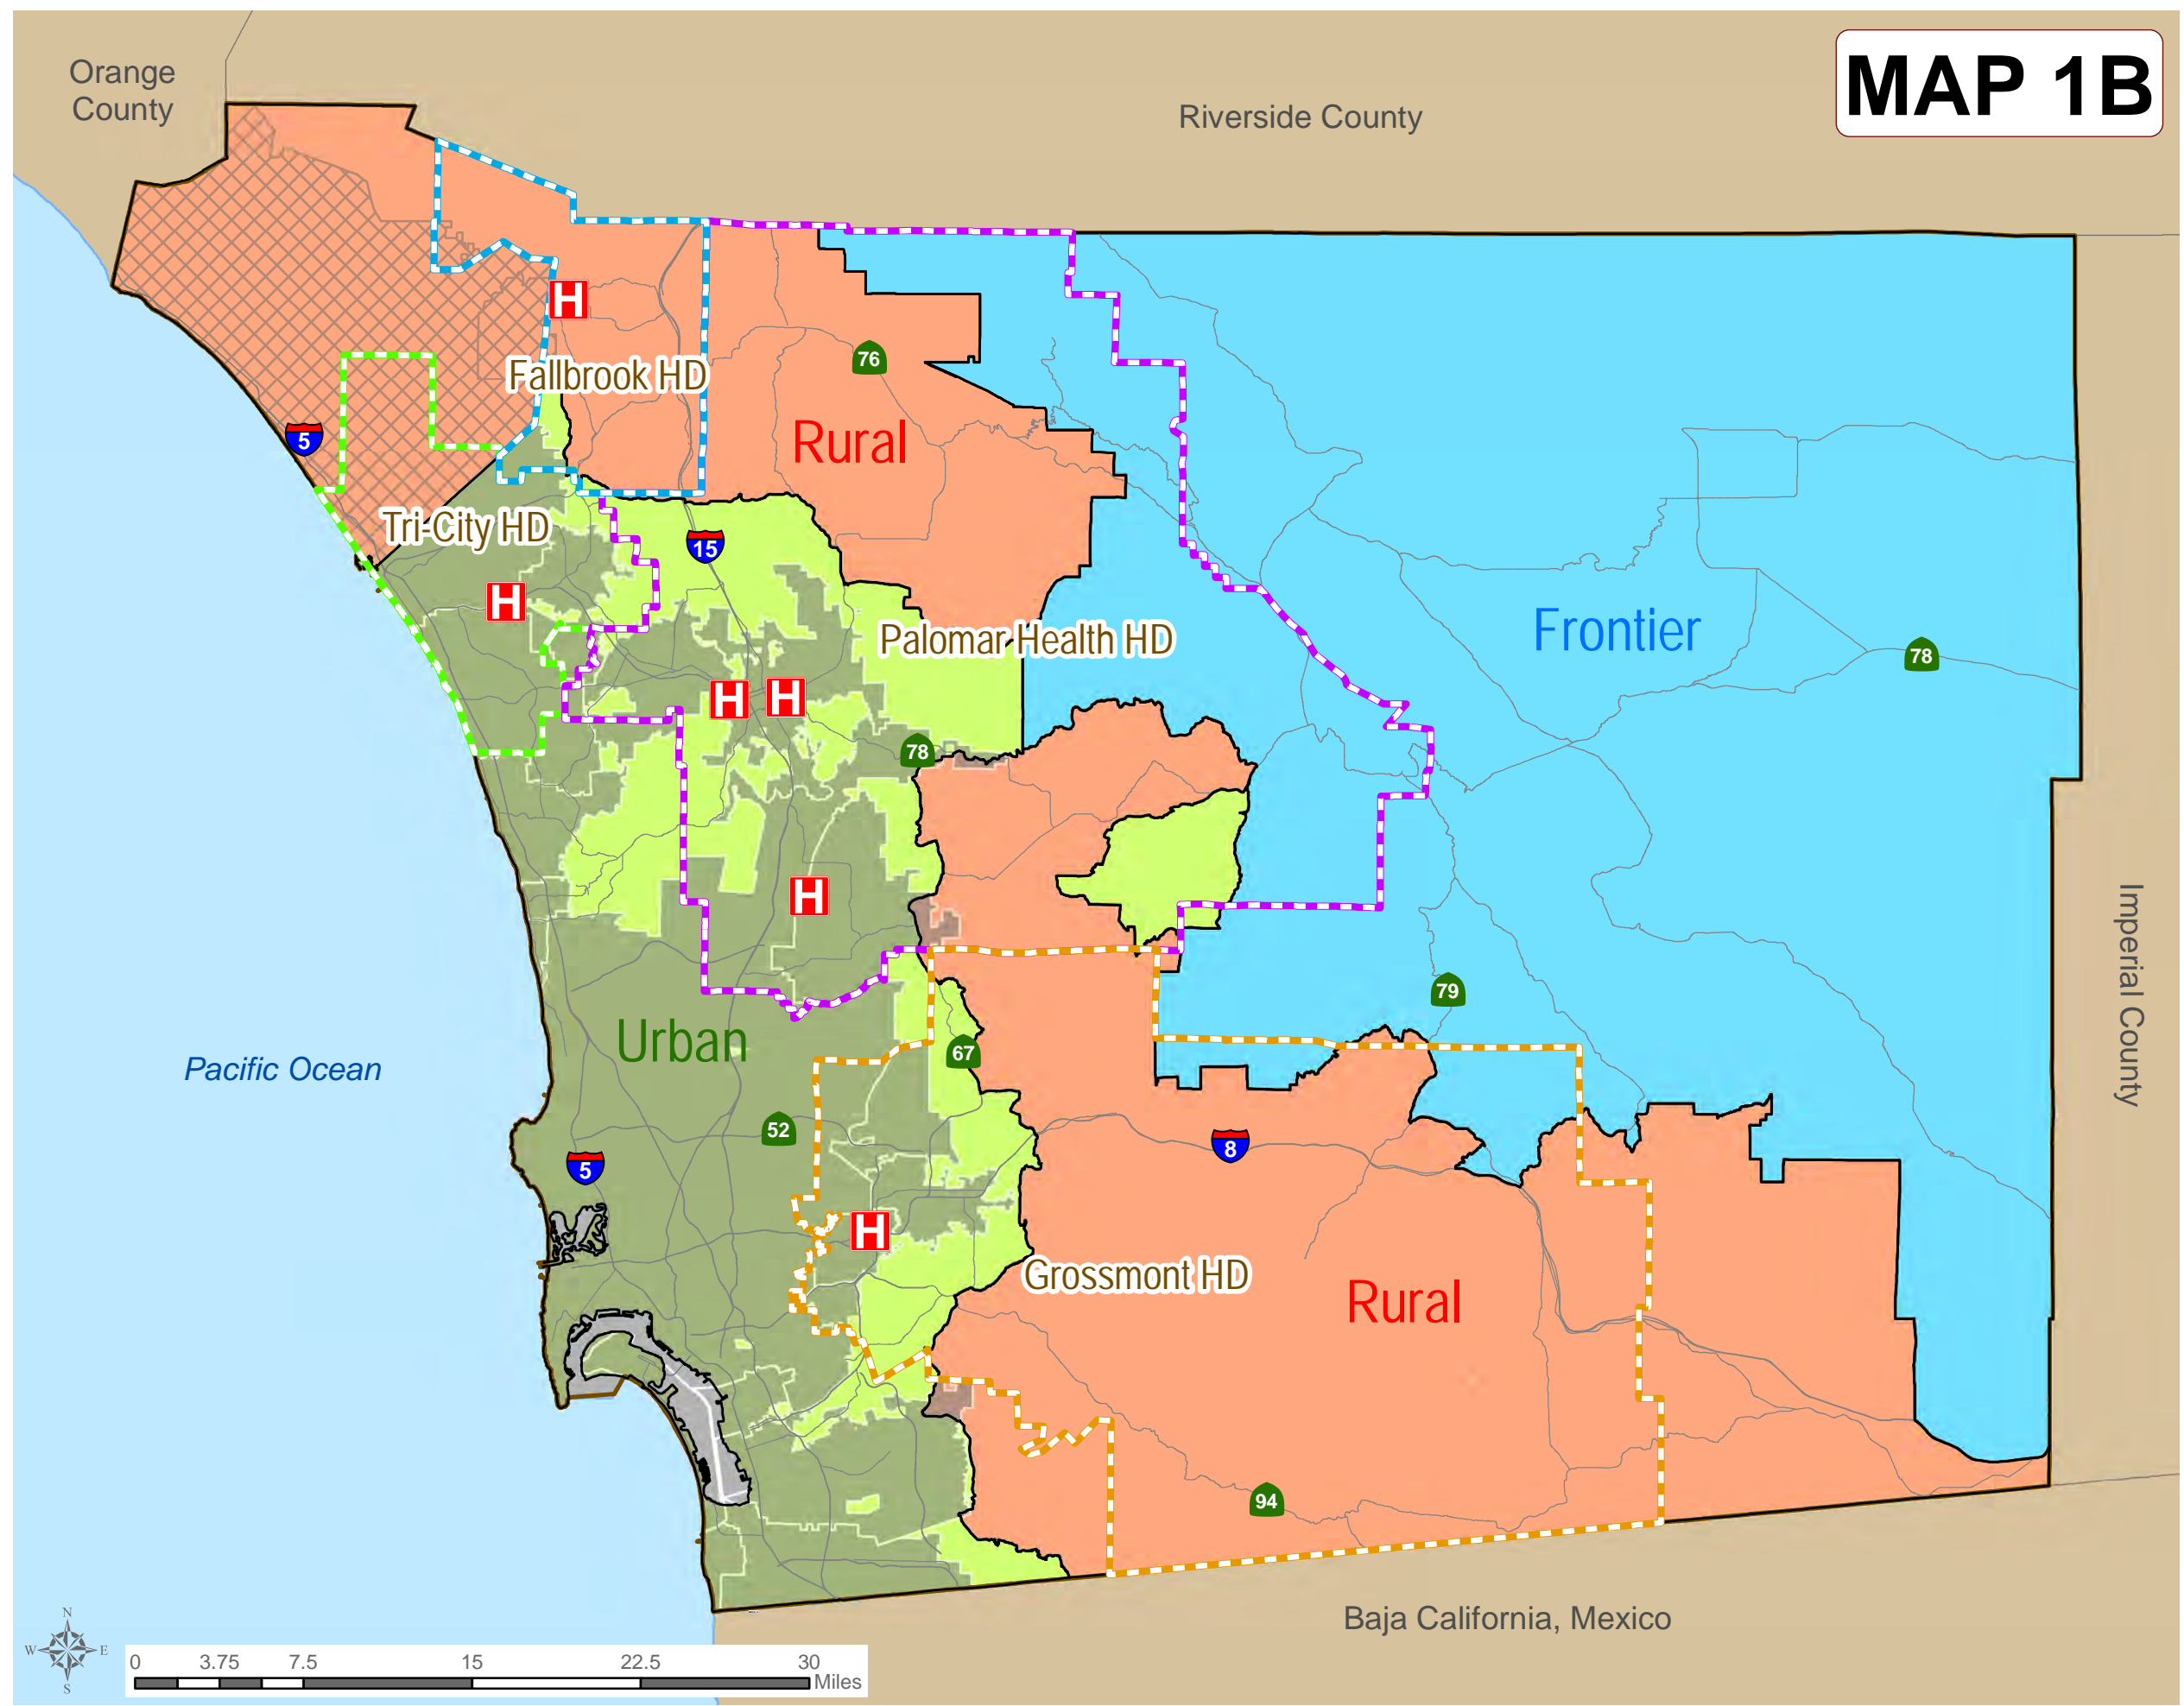 MAP 1B
Orange
County
Riverside County
H
76
Fallbrook HD
Rural
5
Tri-City HD
15
H
Frontier
Palomar Health HD
78
H
H
78
H
Imperial County
79
Urban
67
Pacific Ocean
52
8
5
H
Grossmont HD
Rural
94
Baja California, Mexico
N
W E
S
0 3.75 7.5 15 22.5 30
Miles